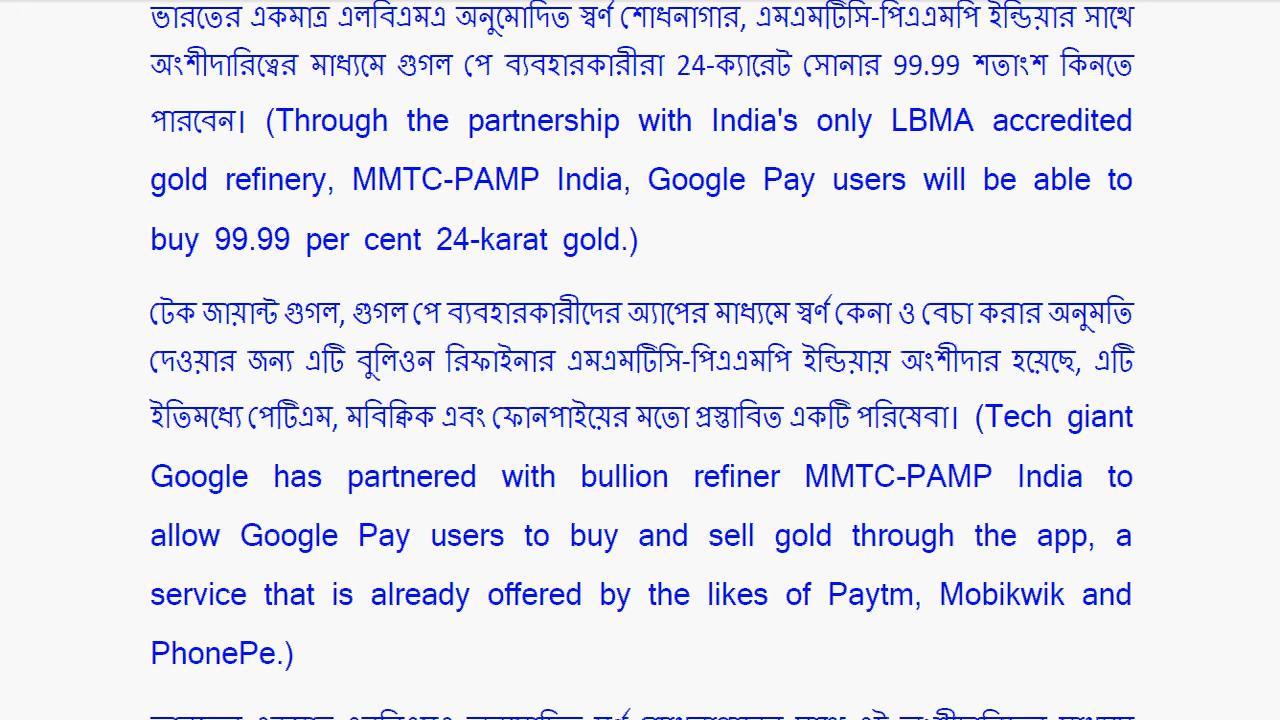 ভারতের একমাত্র এলবিএমএ অনুমোদিত স্বর্ণ শোধনাগার, এমএমটিসি-পিএএমপি ইন্ডিয়ার সাথে
অংশীদারিত্বের মাধ্যমে গুগল পে ব্যবহারকারীরা 24-ক্যারেট সোনার 99.99 শতাংশ কিনতে
পারবেন। (Through the partnership with India's only LBMA accredited
gold refinery, MMTC-PAMP India, Google Pay users will be able to
buy 99.99 per cent 24-karat gold.)
টেক জায়ান্ট গুগল, গুগল পে ব্যবহারকারীদের অ্যাপের মাধ্যমে স্বর্ণ কেনা ও বেচা করার অনুমতি
দেওয়ার জন্য এটি বুলিওন রিফাইনার এমএমটিসি-পিএএমপি ইন্ডিয়ায় অংশীদার হয়েছে, এটি
ইতিমধ্যে পেটিএম, মবিক্বিক এবং ফোনপাইয়ের মতো প্রস্তাবিত একটি পরিষেবা। (Tech giant
Google has partnered with bullion refiner MMTC-PAMP India to
allow Google Pay users to buy and sell gold through the app, a
service that is already offered by the likes of Paytm, Mobikwik and
PhonePe.)